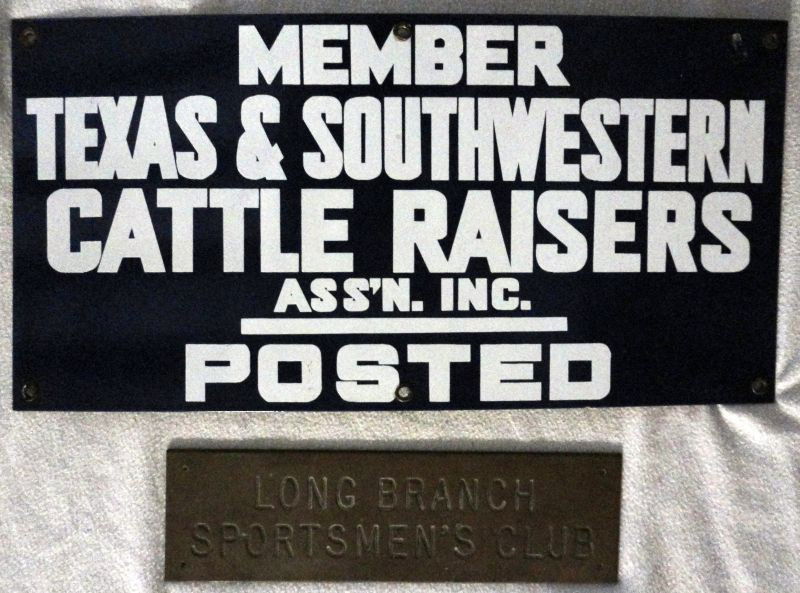 MEMBER
TEXAS & SOUTHWESTERN
CATTLE RAISERS
ASS'N. INC.
POSTED
LONG BRANCH
SPORTSMEN'S CLUB